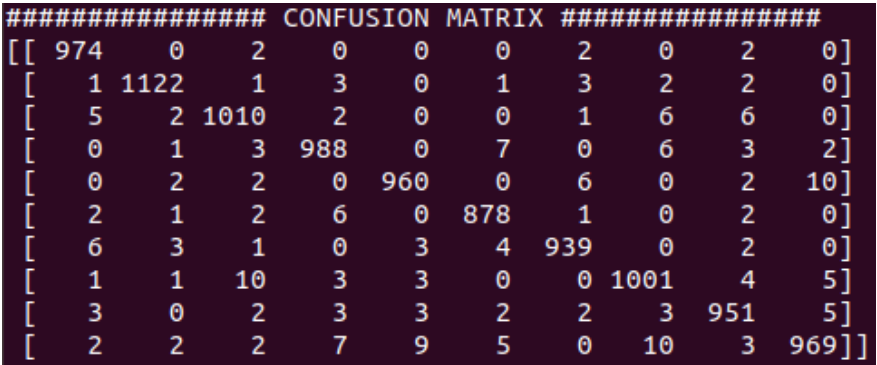 ################ CONFUSION MATRIX ################
[[ 974 0 2 0 0 0 2 0 2 0]
[ 1 1122 1 3 0 1 3 2 2 0]
[ 5 2 1010 2 0 0 1 6 6 0]
[ 0 1 3 988 0 7 0 6 3 2]
[ 0 2 2 0 960 0 6 0 2 10]
[ 2 1 2 6 0 878 1 0 2 0]
[ 6 3 1 0 3 4 939 0 2 0]
[ 1 1 10 3 3 0 0 1001 4 5]
[ 3 0 2 3 3 2 2 3 951 5]
[ 2 2 2 7 9 5 0 10 3 969]]